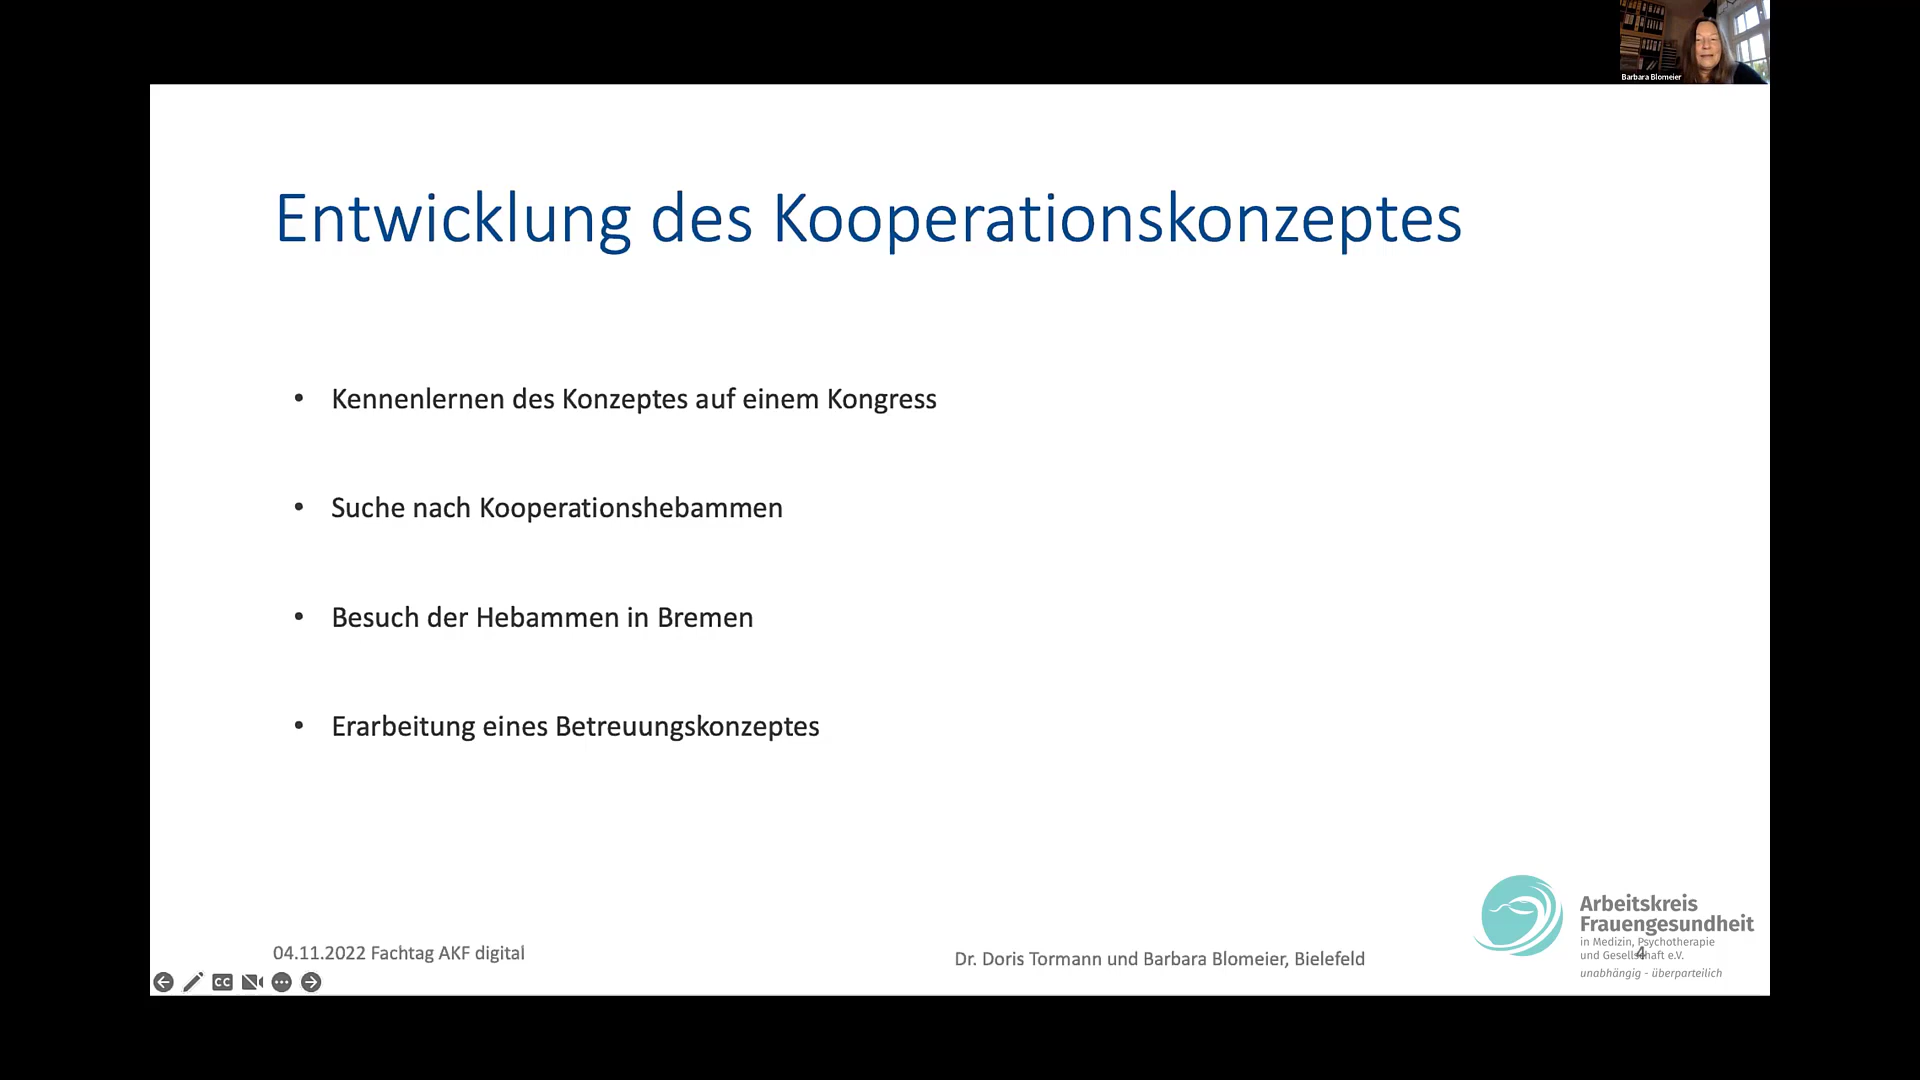 Barbara Blomeier
Entwicklung des Kooperationskonzeptes
• Kennenlernen des Konzeptes auf einem Kongress
• Suche nach Kooperationshebammen
• Besuch der Hebammen in Bremen
• Erarbeitung eines Betreuungskonzeptes
04.11.2022 Fachtag AKF digital
Dr. Doris Tormann und Barbara Blomeier, Bielefeld
Arbeitskreis
Frauengesundheit
in Medizin, Psychotherapie
und Gesellschaft e.V.
unabhängig - überparteilich
4
CC